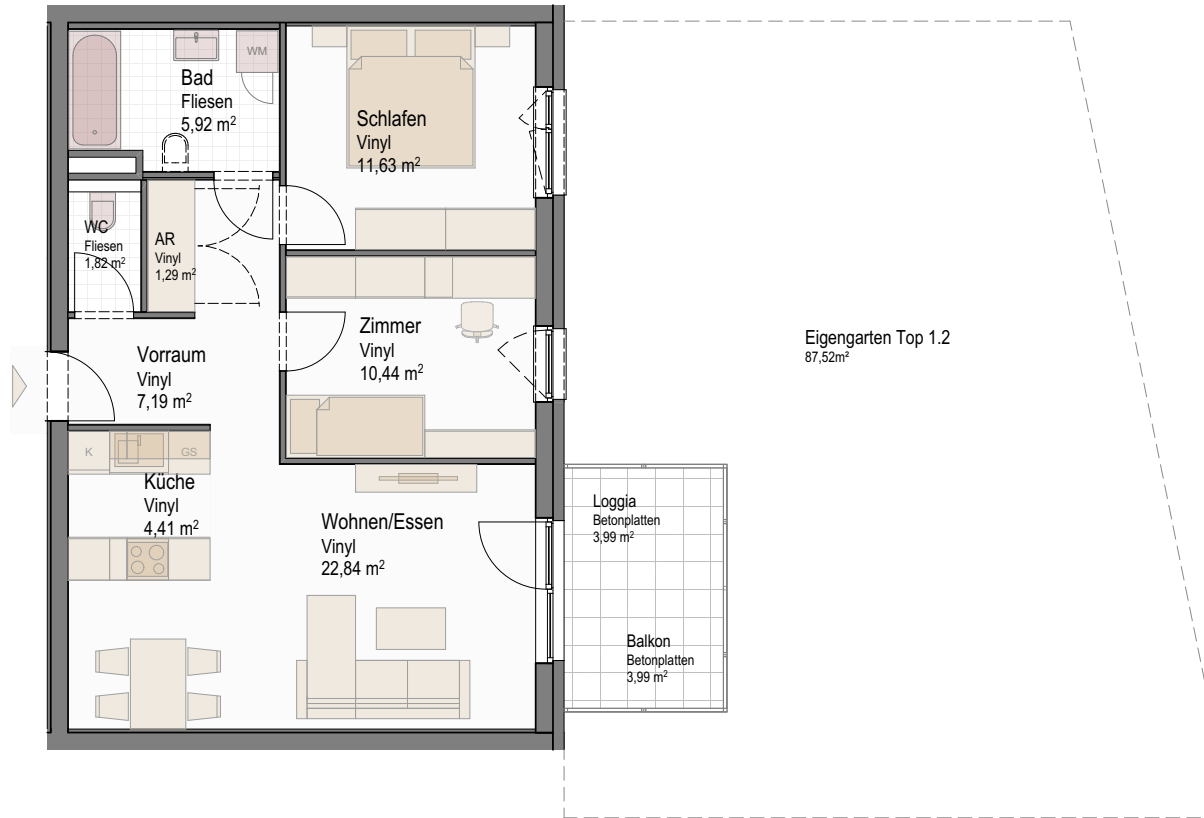 Bad
Fliesen
5,92 m²
WM
Schlafen
Vinyl
11,63 m²
WC
Fliesen
1,82 m²
AR
Vinyl
1,29 m²
Zimmer
Vinyl
10,44 m²
Vorraum
Vinyl
7,19 m²
Eigengarten Top 1.2
87,52m²
K
GS
Küche
Vinyl
4,41 m²
Wohnen/Essen
Vinyl
22,84 m²
Loggia
Betonplatten
3,99 m²
Balkon
Betonplatten
3,99 m²